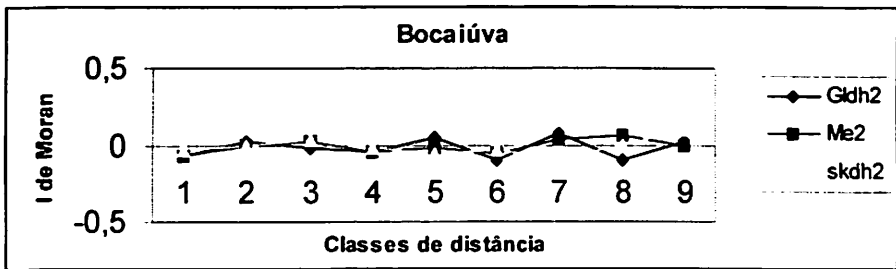 Bocaiúva
I de Moran
0,5
0
-0,5
1 2 3 4 5 6 7 8 9
Classes de distância
Gldh2
Me2
skdh2